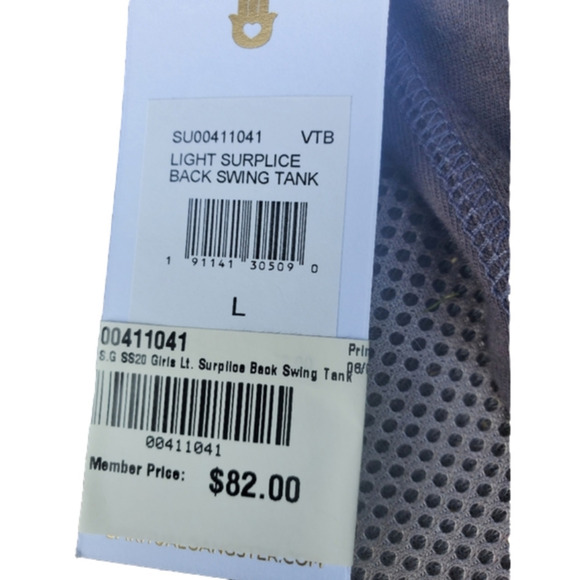 SU00411041 VTB
LIGHT SURPLICE
BACK SWING TANK
1 91141 30509 0
L
00411041
S.G SS20 Girls Lt. Surplice Back Swing Tank
00411041
Member Price: $82.00